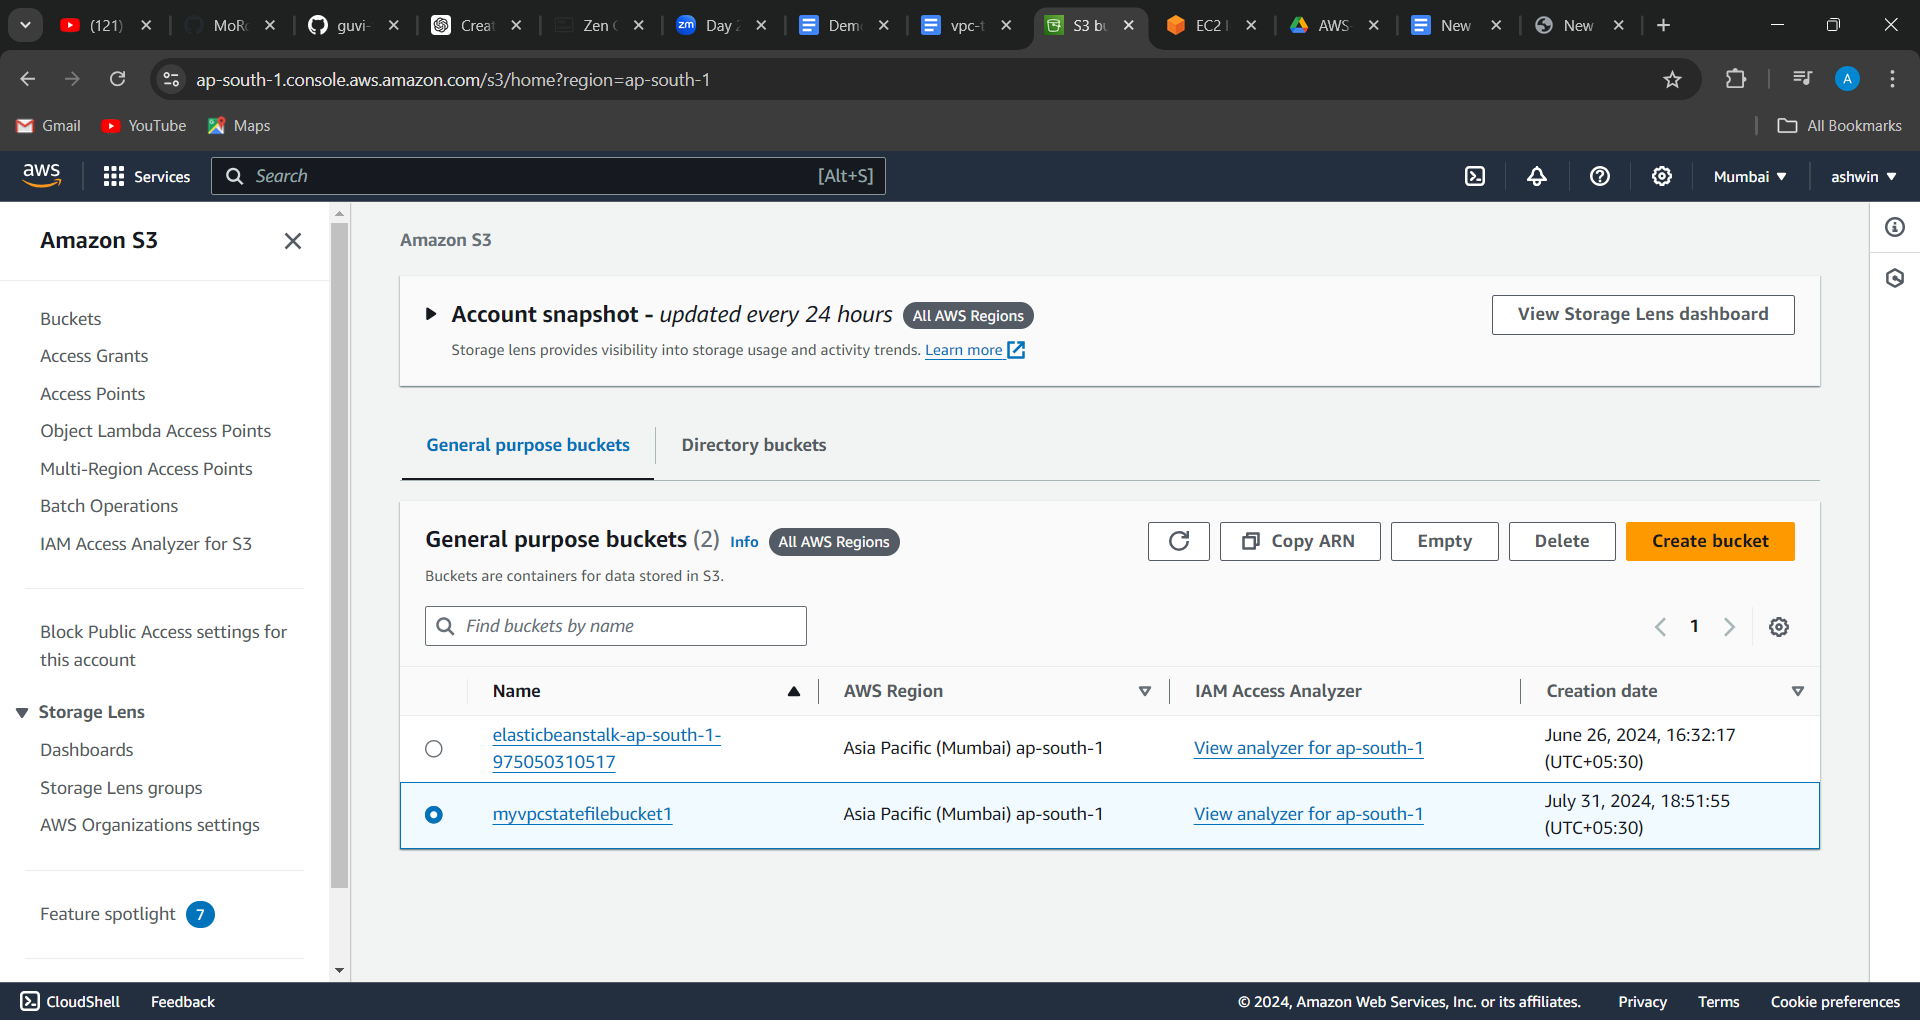 (121)
MoR
guvi-
Creat
Zen
zm Day
Dem
vpc-t
S3 b
EC2
AWS
New
New
ap-south-1.console.aws.amazon.com/s3/home?region=ap-south-1
A
Gmail YouTube Maps
All Bookmarks
aws Services Search [Alt+S] Mumbai ashwin
Amazon S3
Buckets
Access Grants
Access Points
Object Lambda Access Points
Multi-Region Access Points
Batch Operations
IAM Access Analyzer for S3
Block Public Access settings for
this account
Storage Lens
Dashboards
Storage Lens groups
AWS Organizations settings
Feature spotlight 7
Amazon S3
Account snapshot - updated every 24 hours All AWS Regions
View Storage Lens dashboard
Storage lens provides visibility into storage usage and activity trends. Learn more
General purpose buckets Directory buckets
General purpose buckets (2) Info All AWS Regions
Copy ARN Empty Delete Create bucket
Buckets are containers for data stored in S3.
Find buckets by name
1
Name AWS Region IAM Access Analyzer Creation date
elasticbeanstalk-ap-south-1-
975050310517
Asia Pacific (Mumbai) ap-south-1
View analyzer for ap-south-1
June 26, 2024, 16:32:17
(UTC+05:30)
myvpcstatefilebucket1
Asia Pacific (Mumbai) ap-south-1
View analyzer for ap-south-1
July 31, 2024, 18:51:55
(UTC+05:30)
CloudShell Feedback
© 2024, Amazon Web Services, Inc. or its affiliates. Privacy Terms Cookie preferences